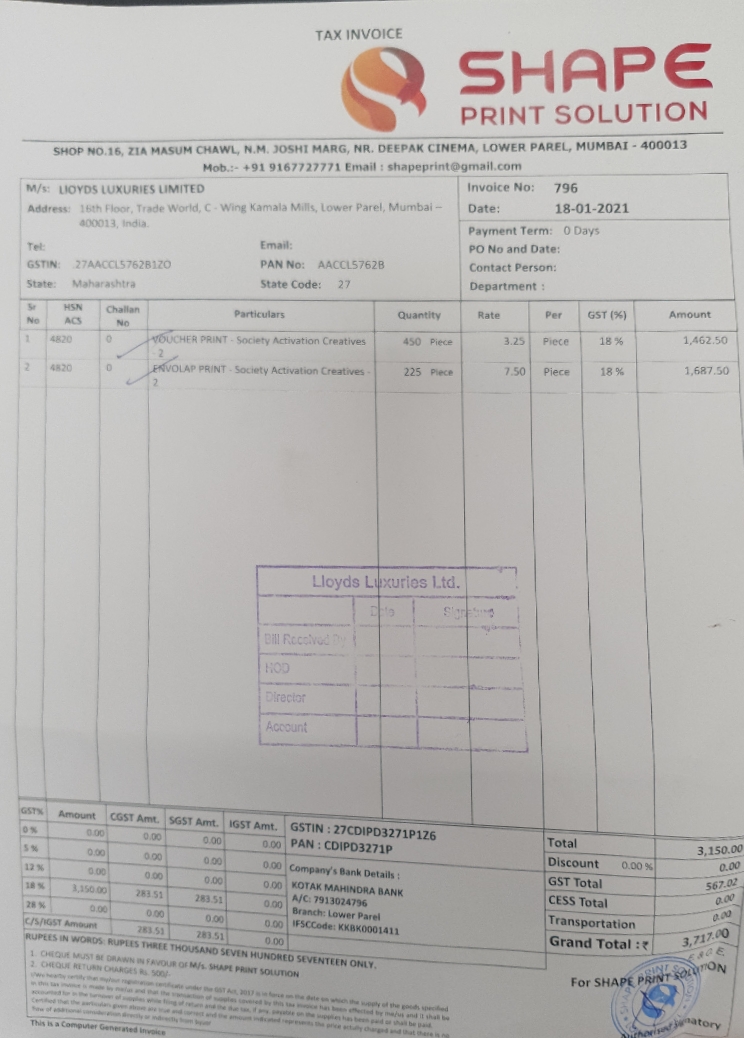 TAX INVOICE
SHAPE
PRINT SOLUTION
SHOP NO.16, ZIA MASUM CHAWL, N.M. JOSHI MARG, NR. DEEPAK CINEMA, LOWER PAREL, MUMBAI - 400013
Mob.:- +91 9167727771 Email : shapeprint@gmail.com
M/s: LlOYDS LUXURIES LIMITED
Address: 16th Floor, Trade World, C - Wing Kamala Mills, Lower Parel, Mumbai –
400013, India.
Tel: Email:
GSTIN: 27AACCL5762B1ZO PAN No: AACCL5762B
State: Maharashtra State Code: 27
Invoice No: 796
Date: 18-01-2021
Payment Term: 0 Days
PO No and Date:
Contact Person:
Department :
Sr No HSN ACS Challan No Particulars Quantity Rate Per GST (%) Amount
1 4820 0 VOUCHER PRINT - Society Activation Creatives 450 Piece 3.25 Piece 18 % 1,462.50
- 2
2 4820 0 ENVOLAP PRINT - Society Activation Creatives - 225 Piece 7.50 Piece 18 % 1,687.50
2
Lloyds Luxuries Ltd.
Date Signature
Bill Received By
HOD
Director
Account
GST% Amount CGST Amt. SGST Amt. IGST Amt.
0 % 0.00 0.00 0.00 0.00
5 % 0.00 0.00 0.00 0.00
12 % 0.00 0.00 0.00 0.00
18 % 3,150.00 283.51 283.51 0.00
28 % 0.00 0.00 0.00 0.00
C/S/IGST Amount 283.51 283.51 0.00
GSTIN : 27CDIPD3271P1Z6
PAN : CDIPD3271P
Company's Bank Details :
KOTAK MAHINDRA BANK
A/C: 7913024796
Branch: Lower Parel
IFSCCode: KKBK0001411
Total 3,150.00
Discount 0.00 % 0.00
GST Total 567.02
CESS Total 0.00
Transportation 0.00
Grand Total : ₹ 3,717.00
RUPEES IN WORDS: RUPEES THREE THOUSAND SEVEN HUNDRED SEVENTEEN ONLY.
E.& O.E.
1. CHEQUE MUST BE DRAWN IN FAVOUR OF M/s. SHAPE PRINT SOLUTION
2. CHEQUE RETURN CHARGES Rs. 500/-
For SHAPE PRINT SOLUTION
Authorised Signatory
This is a Computer Generated Invoice